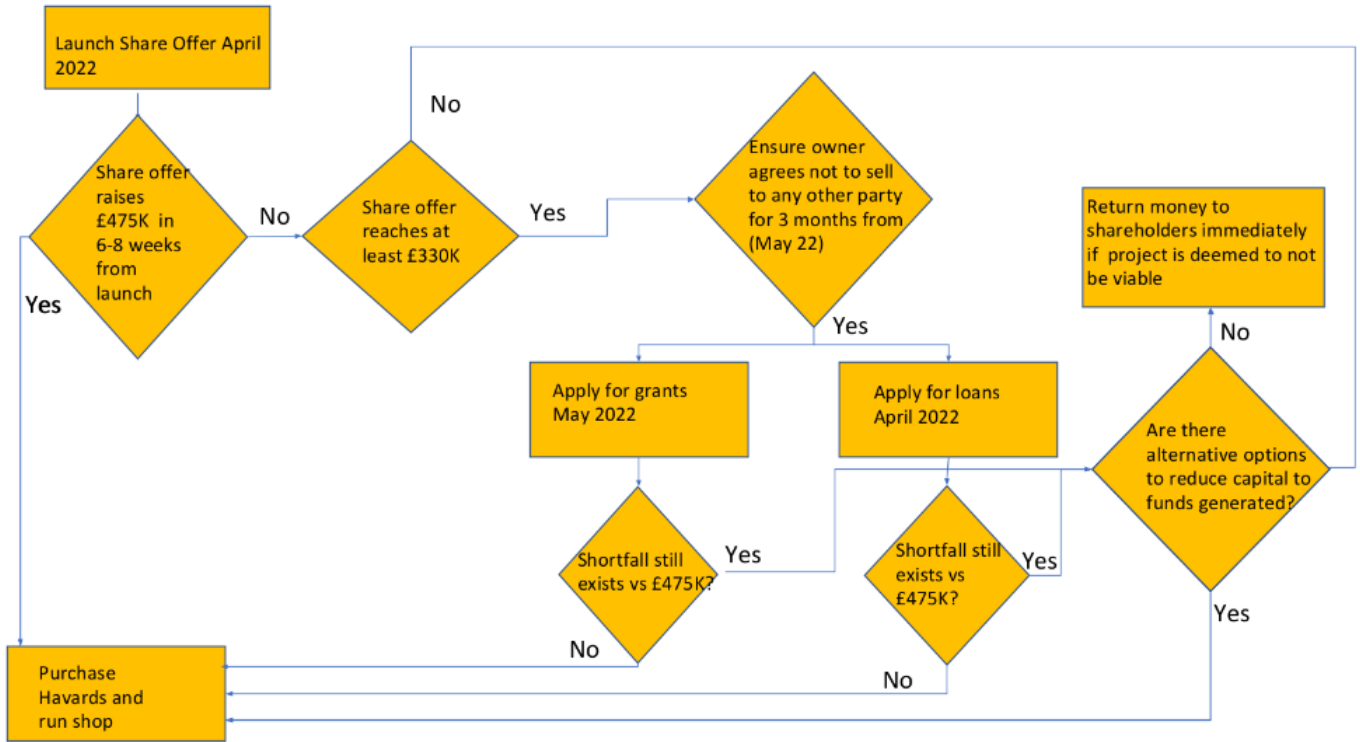 Launch Share Offer April
2022
Share offer
raises
£475K in
6-8 weeks
from
launch
Yes
No
Share offer
reaches at
least £330K
No
Yes
Ensure owner
agrees not to sell
to any other party
for 3 months from
(May 22)
Yes
Apply for grants
May 2022
Apply for loans
April 2022
Shortfall still
exists vs £475K?
Yes
No
Shortfall still
exists vs
£475K?
Yes
No
Return money to
shareholders immediately
if project is deemed to not
be viable
No
Are there
alternative options
to reduce capital to
funds generated?
Yes
Purchase
Havards and
run shop